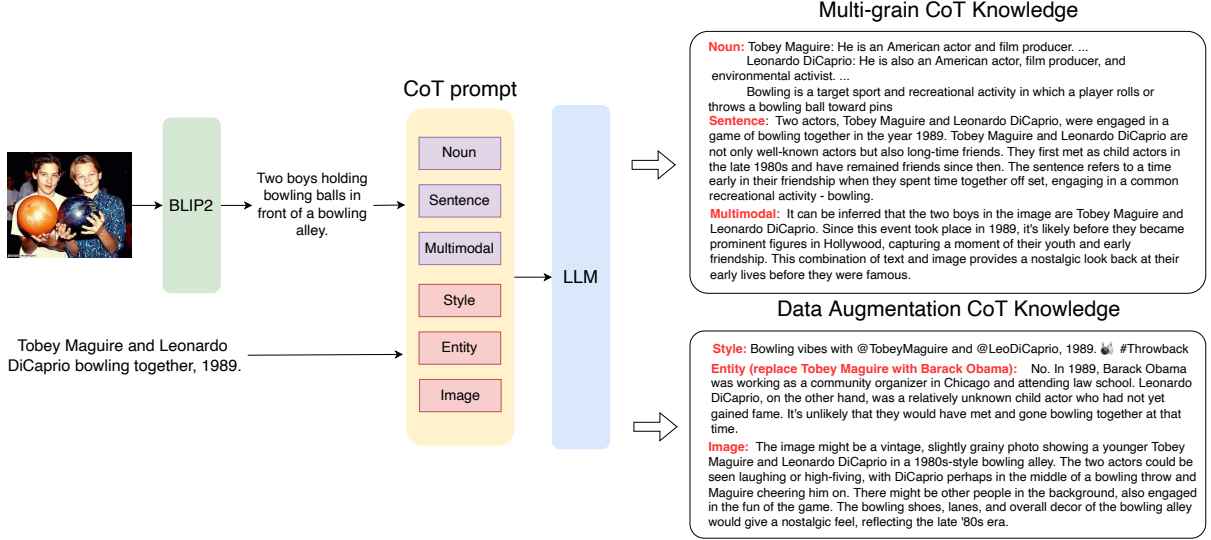 Multi-grain CoT Knowledge
Noun: Tobey Maguire: He is an American actor and film producer. ...
Leonardo DiCaprio: He is also an American actor, film producer, and
environmental activist. ...
Bowling is a target sport and recreational activity in which a player rolls or
throws a bowling ball toward pins
Sentence: Two actors, Tobey Maguire and Leonardo DiCaprio, were engaged in a
game of bowling together in the year 1989. Tobey Maguire and Leonardo DiCaprio are
not only well-known actors but also long-time friends. They first met as child actors in
the late 1980s and have remained friends since then. The sentence refers to a time
early in their friendship when they spent time together off set, engaging in a common
recreational activity - bowling.
Multimodal: It can be inferred that the two boys in the image are Tobey Maguire and
Leonardo DiCaprio. Since this event took place in 1989, it's likely before they became
prominent figures in Hollywood, capturing a moment of their youth and early
friendship. This combination of text and image provides a nostalgic look back at their
early lives before they were famous.
CoT prompt
Noun
Sentence
Multimodal
Style
Entity
Image
BLIP2
Two boys holding
bowling balls in
front of a bowling
alley.
LLM
Tobey Maguire and Leonardo
DiCaprio bowling together, 1989.
Data Augmentation CoT Knowledge
Style: Bowling vibes with @TobeyMaguire and @LeoDiCaprio, 1989. 🎳 #Throwback
Entity (replace Tobey Maguire with Barack Obama): No. In 1989, Barack Obama
was working as a community organizer in Chicago and attending law school. Leonardo
DiCaprio, on the other hand, was a relatively unknown child actor who had not yet
gained fame. It's unlikely that they would have met and gone bowling together at that
time.
Image: The image might be a vintage, slightly grainy photo showing a younger Tobey
Maguire and Leonardo DiCaprio in a 1980s-style bowling alley. The two actors could be
seen laughing or high-fiving, with DiCaprio perhaps in the middle of a bowling throw and
Maguire cheering him on. There might be other people in the background, also engaged
in the fun of the game. The bowling shoes, lanes, and overall decor of the bowling alley
would give a nostalgic feel, reflecting the late '80s era.